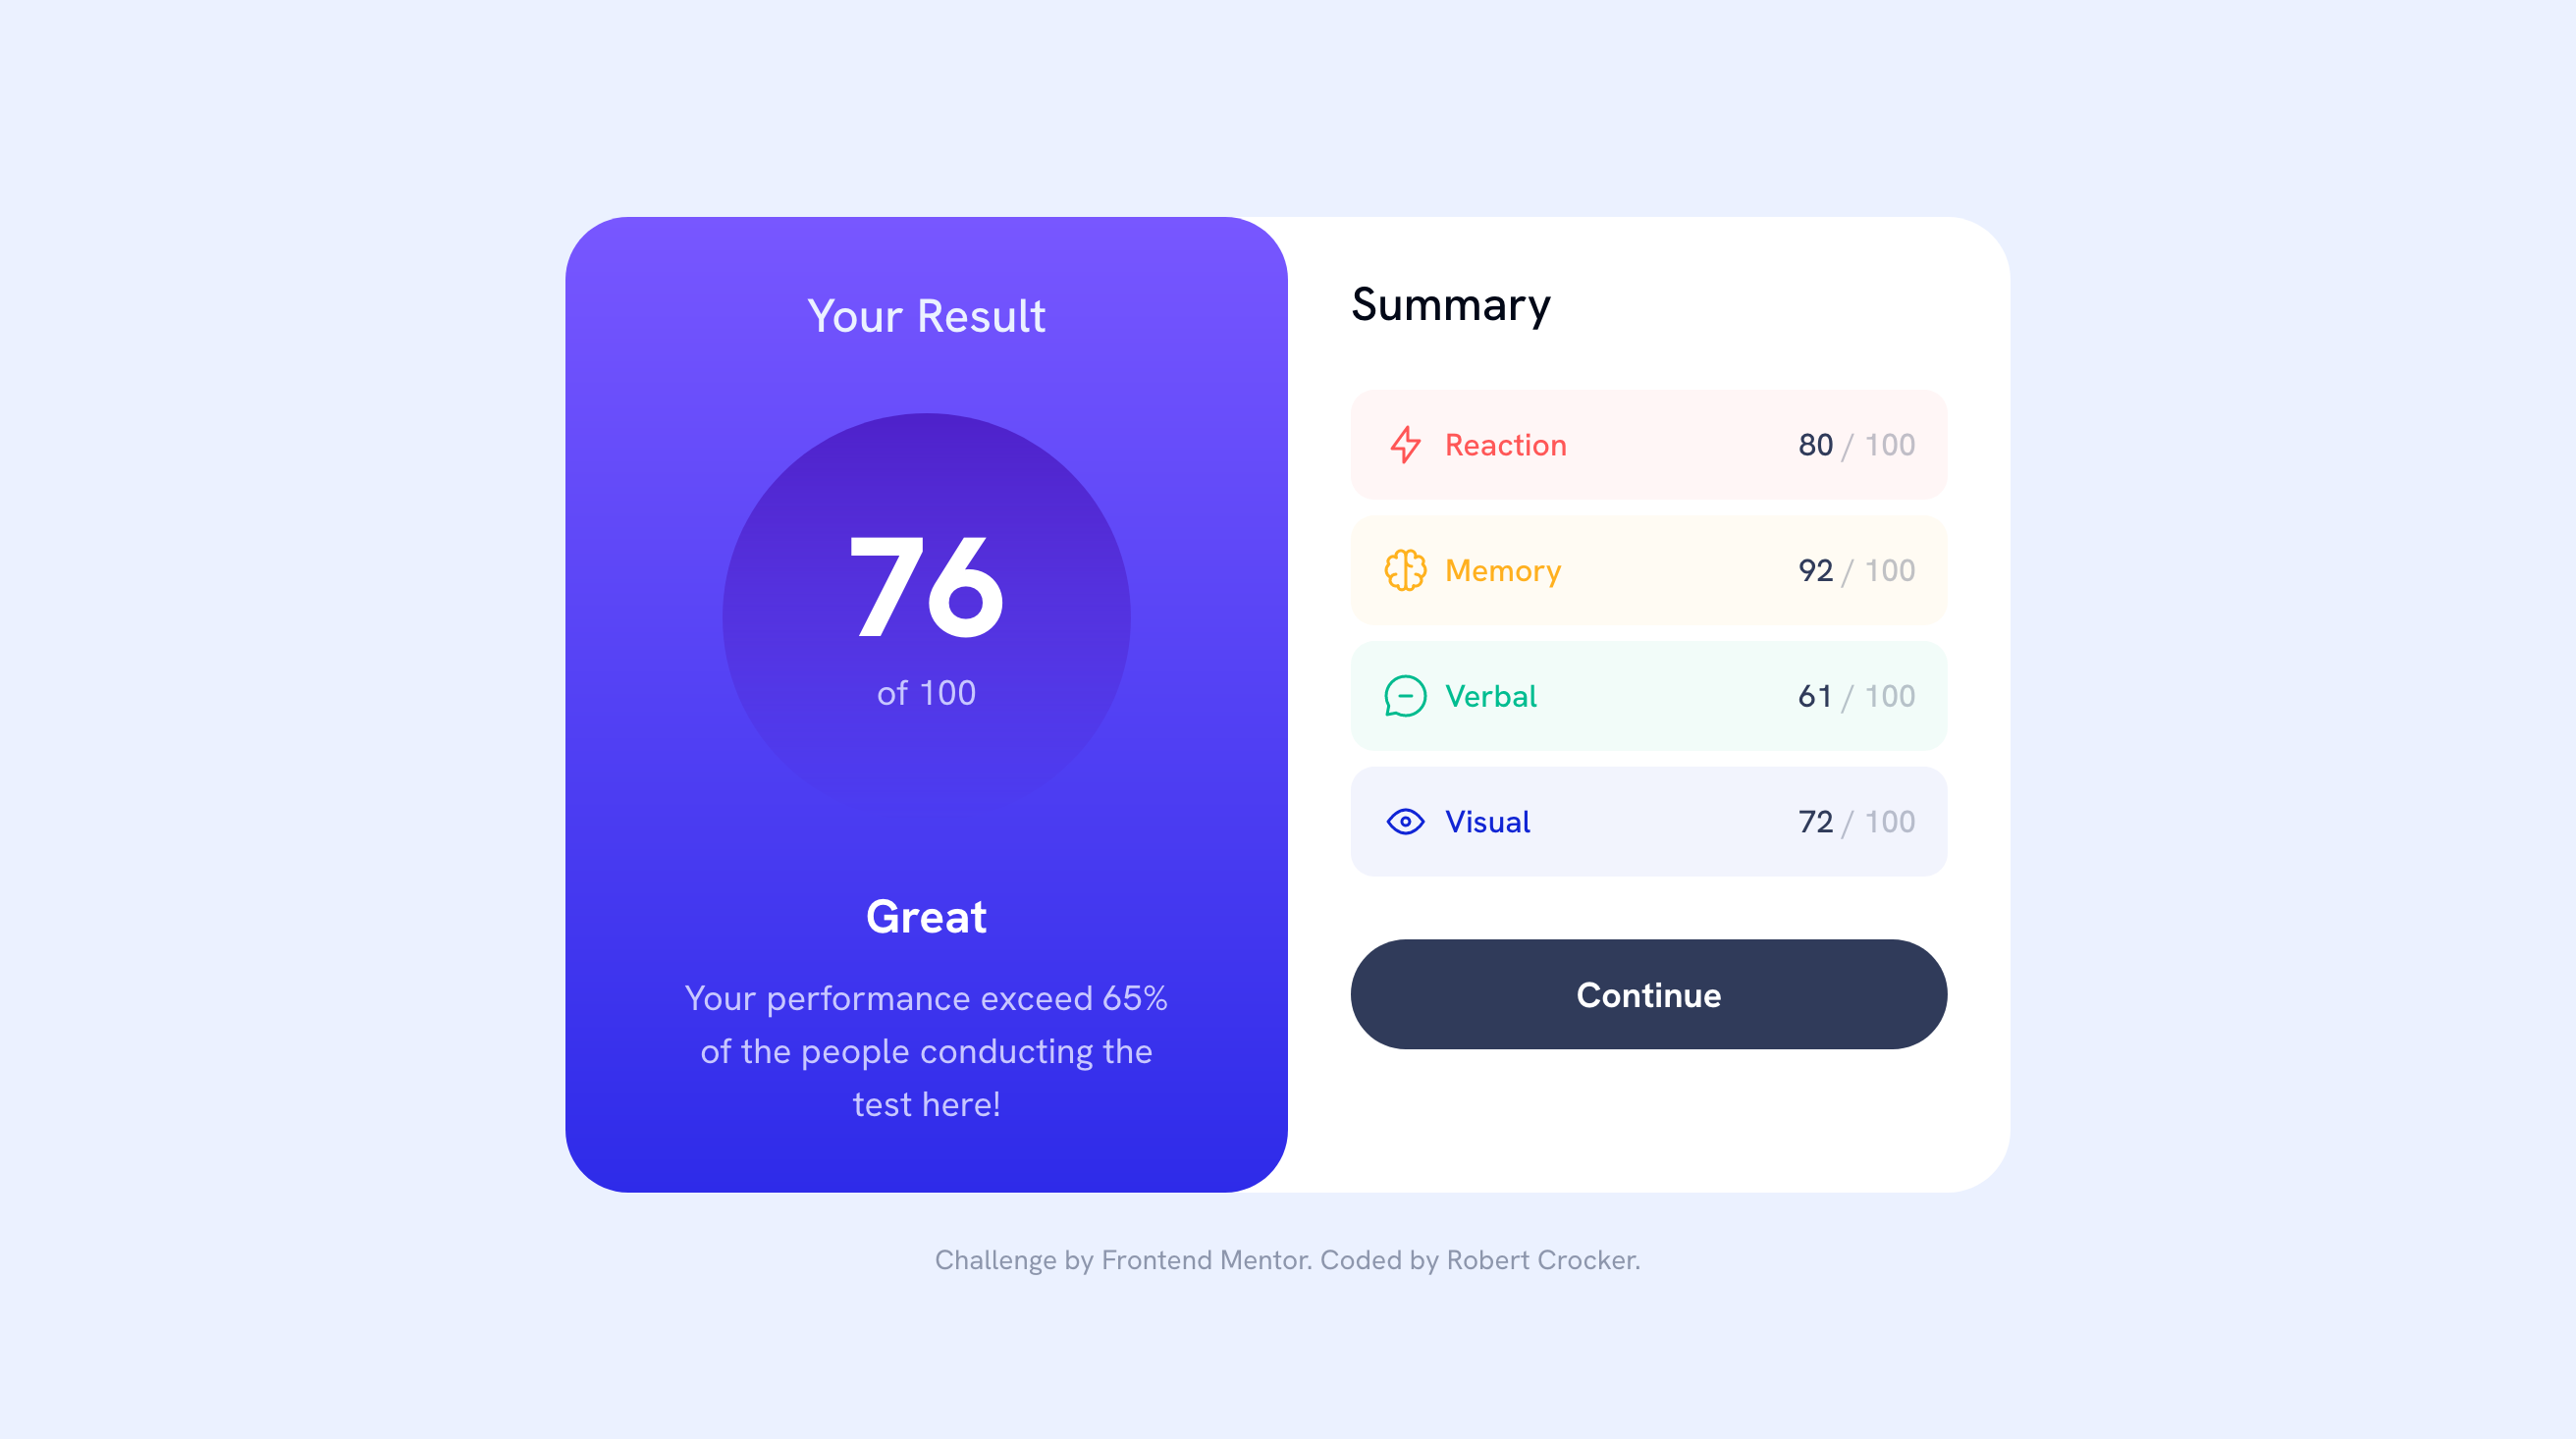 Your Result
76
of 100
Great
Your performance exceed 65%
of the people conducting the
test here!
Summary
Reaction 80 / 100
Memory 92 / 100
Verbal 61 / 100
Visual 72 / 100
Continue
Challenge by Frontend Mentor. Coded by Robert Crocker.